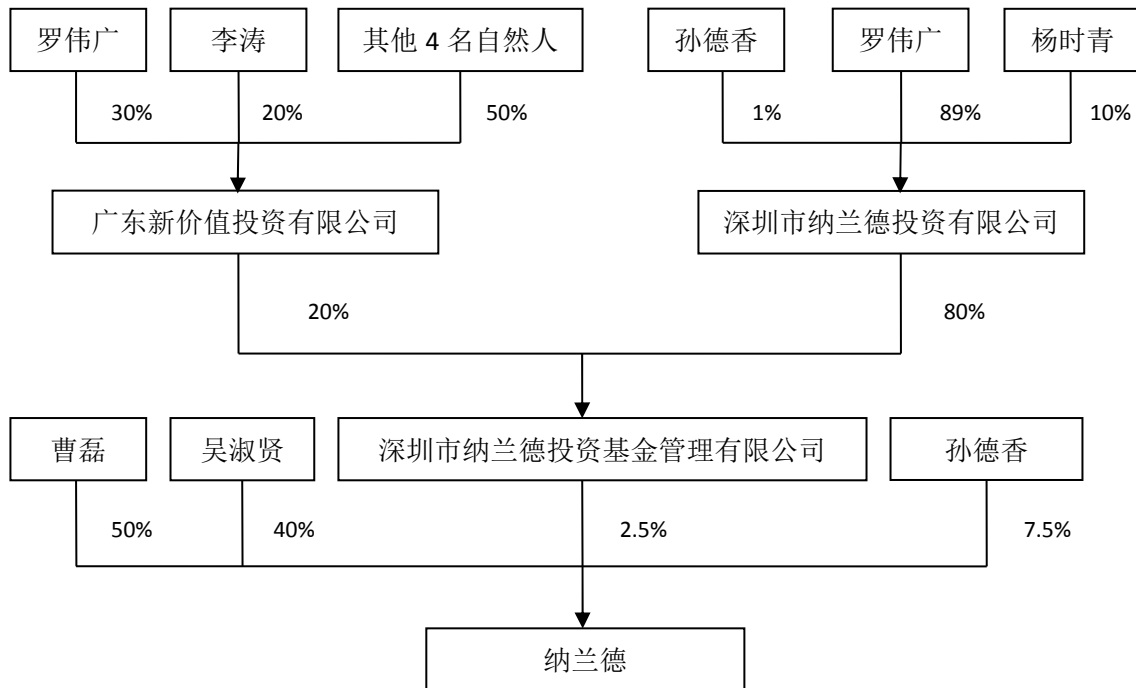 罗伟广
李涛
其他 4 名自然人
孙德香
罗伟广
杨时青
30%
20%
50%
1%
89%
10%
广东新价值投资有限公司
深圳市纳兰德投资有限公司
20%
80%
曹磊
吴淑贤
深圳市纳兰德投资基金管理有限公司
孙德香
50%
40%
2.5%
7.5%
纳兰德